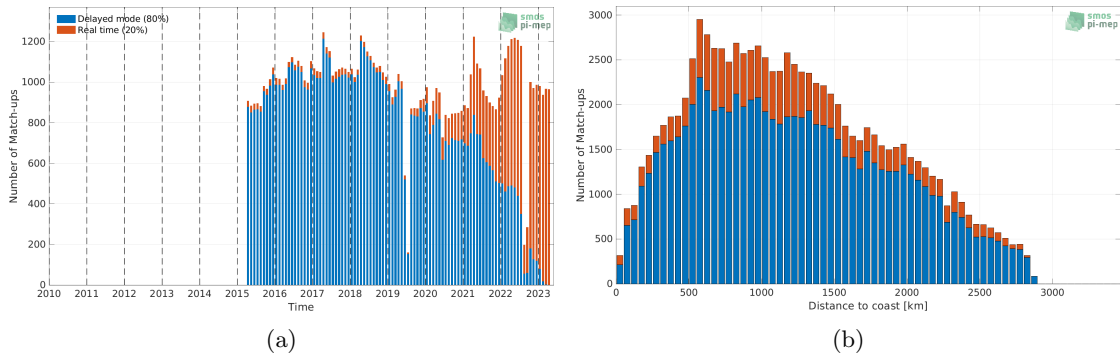 Delayed mode (80%)
Real time (20%)
smos
pi-mep
Number of Match-ups
1200
1000
800
600
400
200
0
2010 2011 2012 2013 2014 2015 2016 2017 2018 2019 2020 2021 2022 2023
Time
(a)
smos
pi-mep
Number of Match-ups
3000
2500
2000
1500
1000
500
0
0 500 1000 1500 2000 2500 3000
Distance to coast [km]
(b)